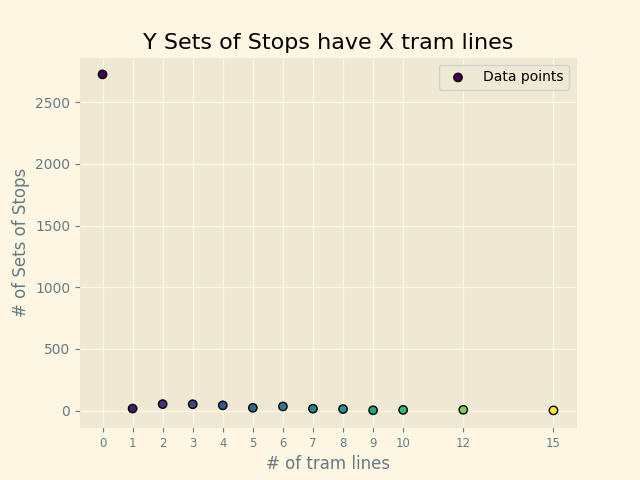 Y Sets of Stops have X tram lines
Data points
# of Sets of Stops
2500
2000
1500
1000
500
0
0 1 2 3 4 5 6 7 8 9 10 12 15
# of tram lines